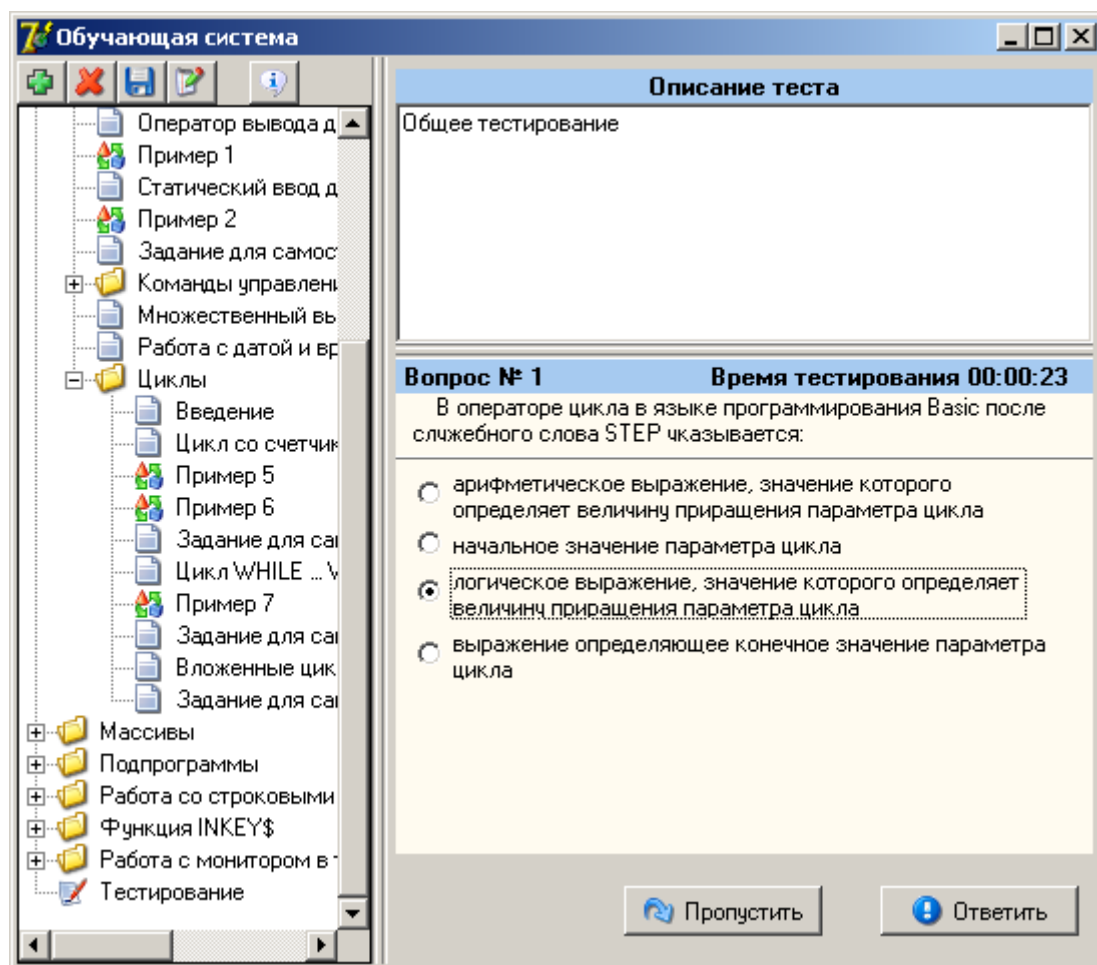 Обучающая система
Оператор вывода д
Пример 1
Статический ввод д
Пример 2
Задание для самос
Команды управлен
Множественный вы
Работа с датой и вр
Циклы
Введение
Цикл со счетчик
Пример 5
Пример 6
Задание для са
Цикл WHILE ... \
Пример 7
Задание для са
Вложенные цик
Задание для са
Массивы
Подпрограммы
Работа со строковыми
Функция INKEY$
Работа с монитором в т
Тестирование
Описание теста
Общее тестирование
Вопрос № 1 Время тестирования 00:00:23
В операторе цикла в языке программирования Basic после
служебного слова STEP указывается:
арифметическое выражение, значение которого
определяет величину приращения параметра цикла
начальное значение параметра цикла
логическое выражение, значение которого определяет
величину приращения параметра цикла
выражение определяющее конечное значение параметра
цикла
Пропустить
Ответить